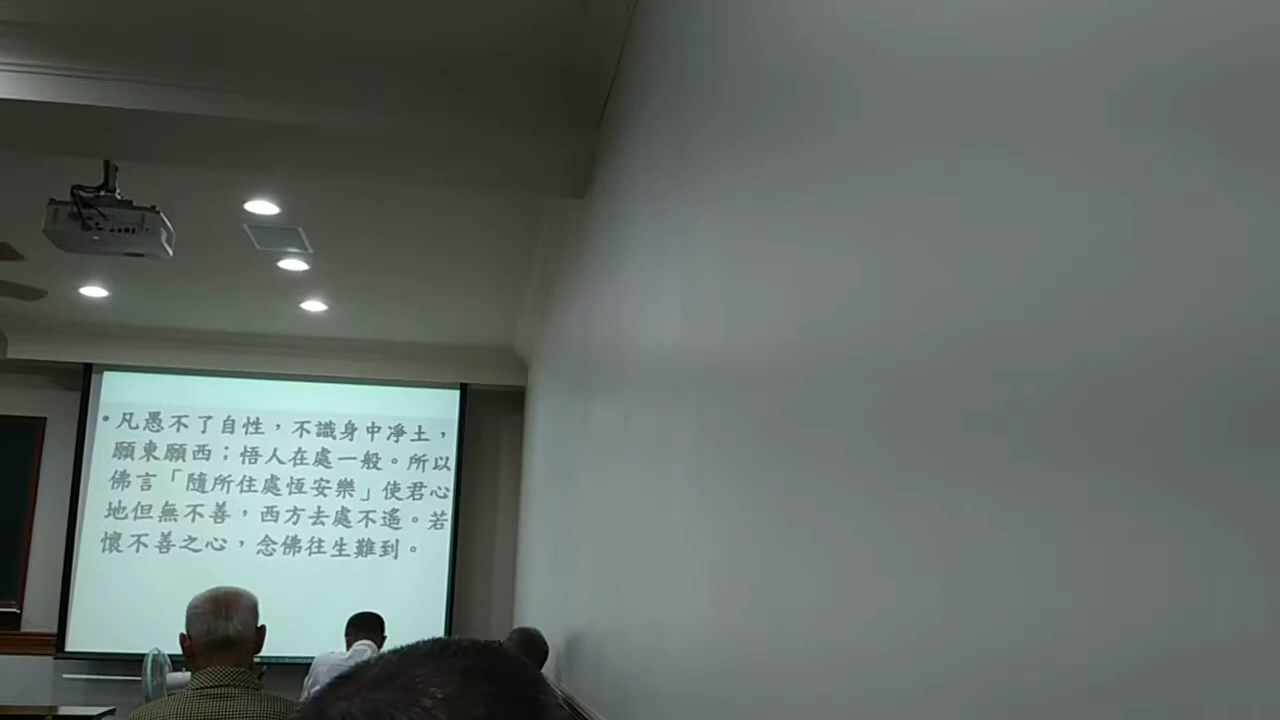 •凡愚不了自性，不識身中凈土，
願東願西；悟人在處一般。所以
佛言「隨所住處恆安樂」使君心
地但無不善，西方去處不遙。若
懷不善之心，念佛往生難到。